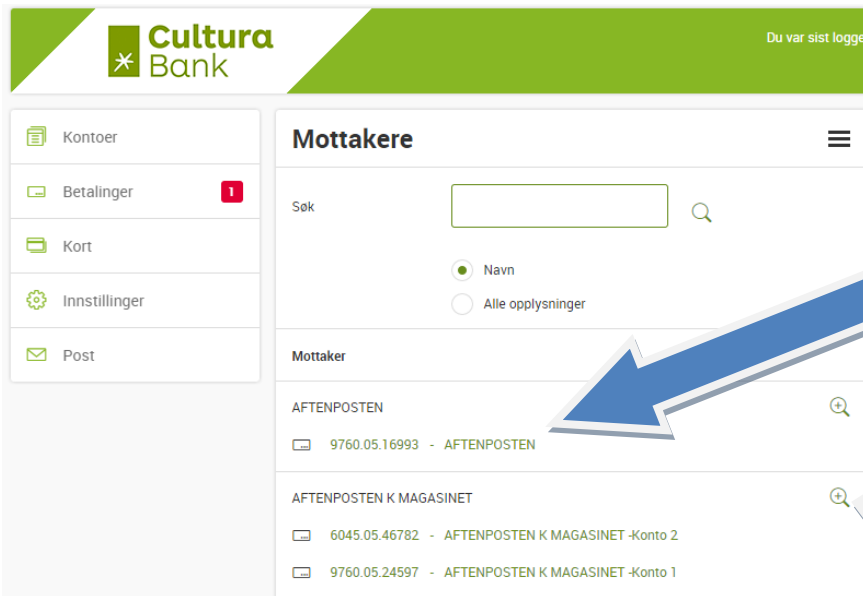 Cultura
Bank
Du var sist logge
Kontoer
Betalinger 1
Kort
Innstillinger
Post
Mottakere
Søk
Navn
Alle opplysninger
Mottaker
AFTENPOSTEN
9760.05.16993 - AFTENPOSTEN
AFTENPOSTEN K MAGASINET
6045.05.46782 - AFTENPOSTEN K MAGASINET -Konto 2
9760.05.24597 - AFTENPOSTEN K MAGASINET -Konto 1